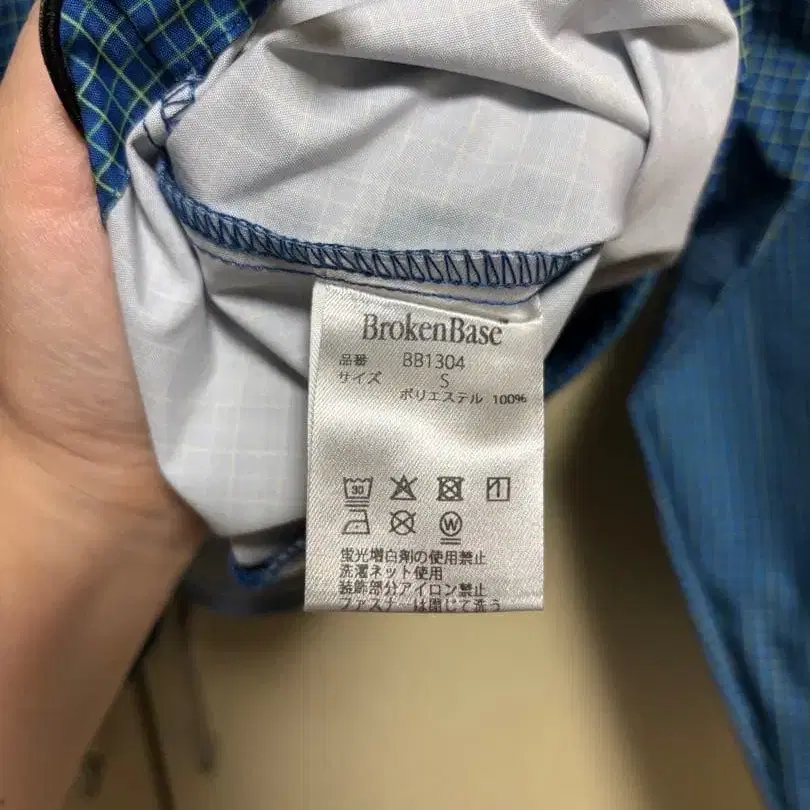 BrokenBase™
品番 BB1304
サイズ S
ポリエステル 100%
30
W
蛍光増白剤の使用禁止
洗濯ネット使用
装飾部分アイロン禁止
ファスナーは閉じて洗う